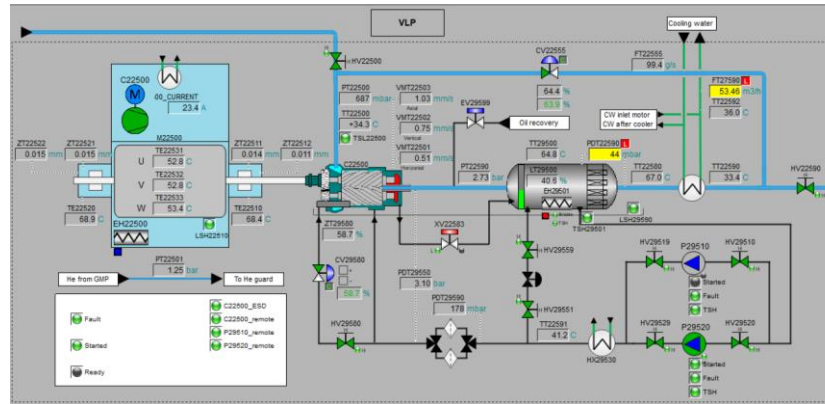 VLP
Cooling water
HV22500
CV22555
64.4 %
63.9 %
FT22555
99.4 g/s
FT27590 L
53.46 m3/h
TT22592
36.0 C
C22500
M
00_CURRENT
23.4 A
PT22500
687 mbar
TT22500
+34.3 C
TSL22500
VMT22503
1.03 mm/s
Axial
VMT22502
0.75 mm/s
Vertical
VMT22501
0.51 mm/s
Horizontal
EV29599
Oil recovery
CW inlet motor
CW after cooler
ZT22522
0.015 mm
ZT22521
0.015 mm
M22500
TE22531
U 52.8 C
TE22532
V 52.8 C
TE22533
W 53.4 C
ZT22511
0.014 mm
ZT22512
0.011 mm
C22500
PT22590
2.73 bar
TT29500
64.8 C
PDT22590 L
44 mbar
LT29500
40.6 %
EH29501
TSH
TSH29501
LSH29590
TT22580
67.0 C
TT22590
33.4 C
HV22590
TE22520
68.9 C
EH22500
LSH22510
TE22510
68.4 C
ZT29580
58.7 %
XV22583
CV29580
+
-
58.7 %
HV29559
HV29551
HV29519
P29510
HV29510
Started
Fault
TSH
PT22501
1.25 bar
He from GMP
To He guard
PDT29550
3.10 bar
PDT29590
178 mbar
TT22591
41.2 C
HV29580
HX29530
HV29529
P29520
HV29520
Started
Fault
TSH
Fault
Started
Ready
C22500_ESD
C22500_remote
P29510_remote
P29520_remote